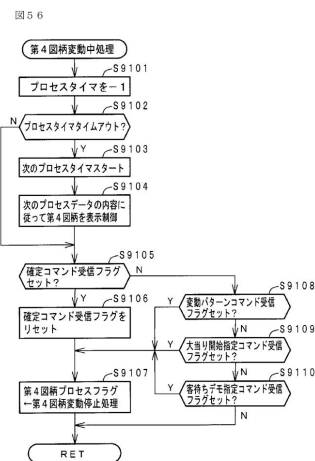 図56
第4図柄変動中処理
S9101
プロセスタイマを－1
S9102
プロセスタイマタイムアウト？
N
Y
S9103
次のプロセスタイマスタート
S9104
次のプロセスデータの内容に
従って第4図柄を表示制御
S9105
確定コマンド受信フラグ
セット？
N
Y
S9106
確定コマンド受信フラグを
リセット
S9108
変動パターンコマンド受信
フラグセット？
Y
N
S9109
大当り開始指定コマンド受信
フラグセット？
Y
N
S9110
客待ちデモ指定コマンド受信
フラグセット？
Y
N
S9107
第4図柄プロセスフラグ
←第4図柄変動停止処理
RET